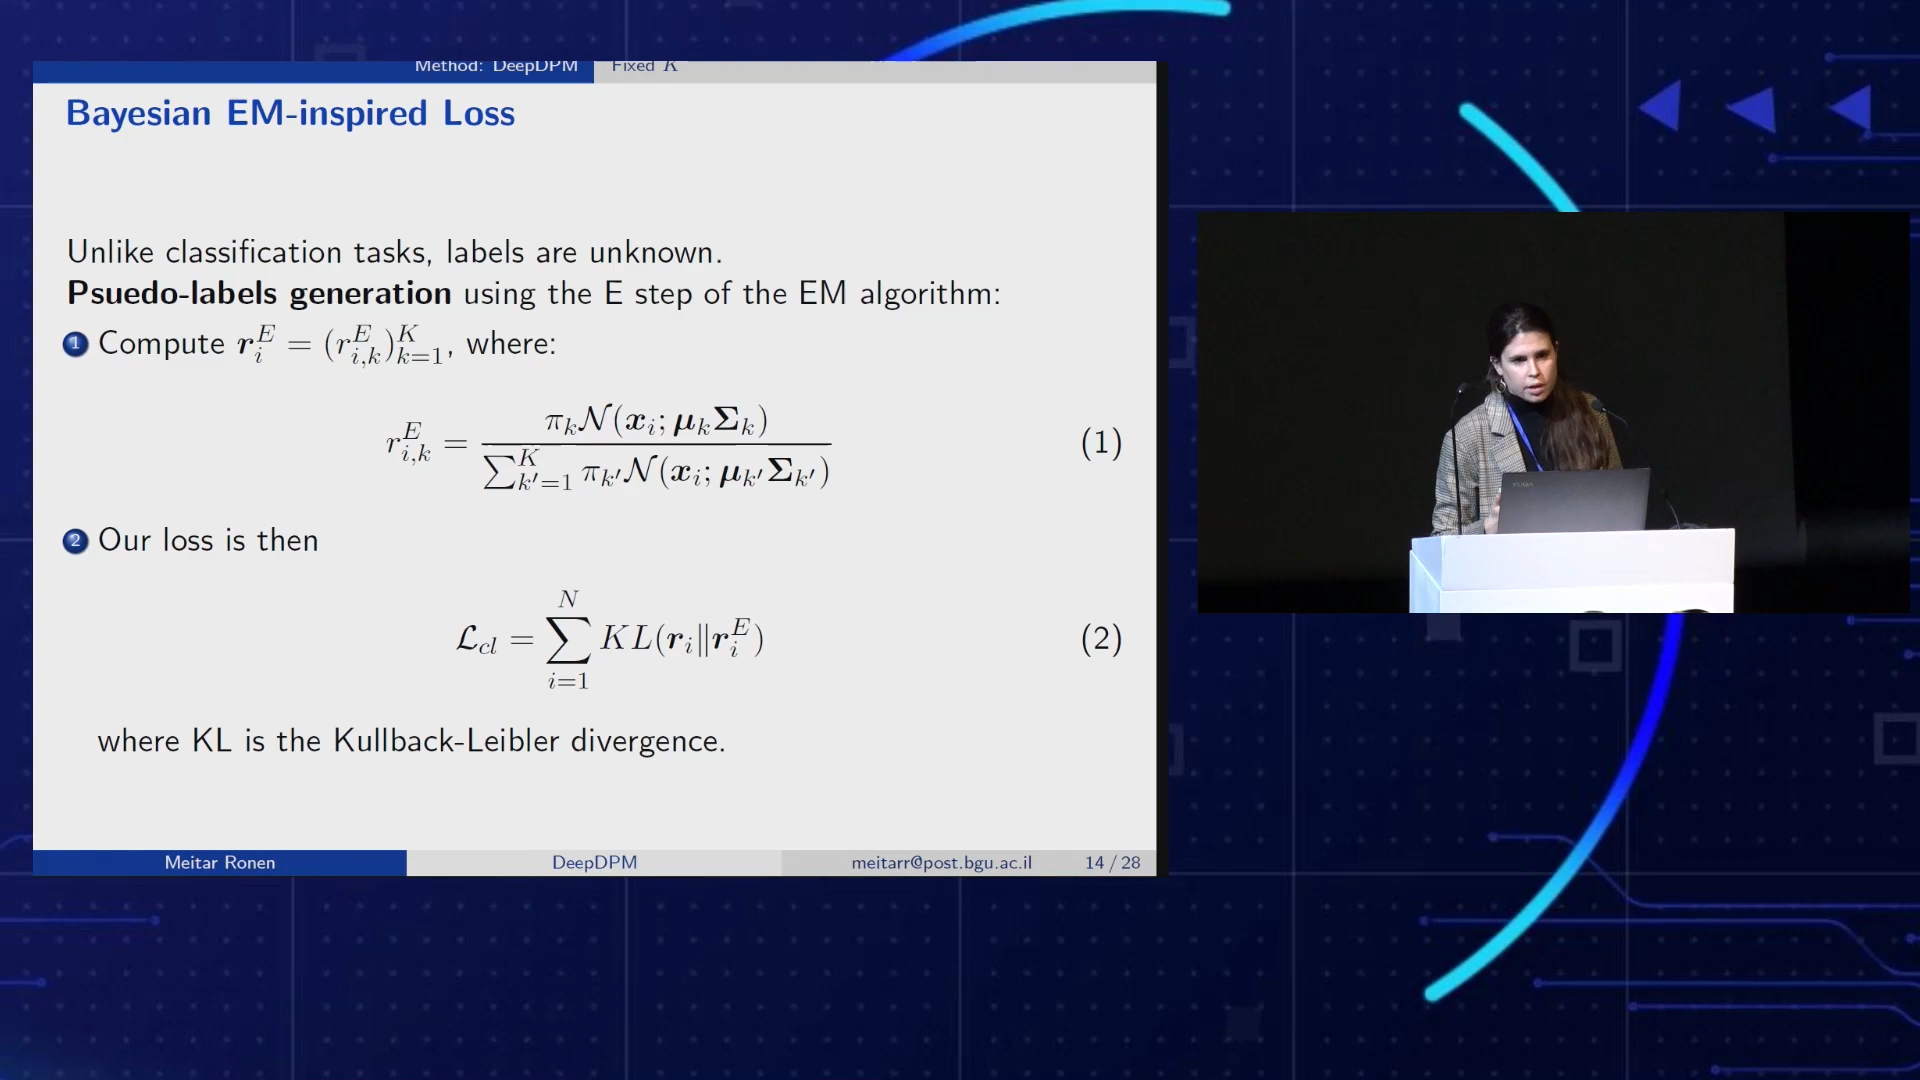 Method: DeepDPM Fixed K
Bayesian EM-inspired Loss
Unlike classification tasks, labels are unknown.
Psuedo-labels generation using the E step of the EM algorithm:
1 Compute r_i^E = (r_{i,k}^E)_{k=1}^K, where:
r_{i,k}^E = π_k N(x_i; μ_k Σ_k) / ∑_{k'=1}^K π_{k'} N(x_i; μ_{k'} Σ_{k'}) (1)
2 Our loss is then
L_{cl} = ∑_{i=1}^N KL(r_i‖r_i^E) (2)
where KL is the Kullback-Leibler divergence.
Meitar Ronen DeepDPM meitarr@post.bgu.ac.il 14 / 28